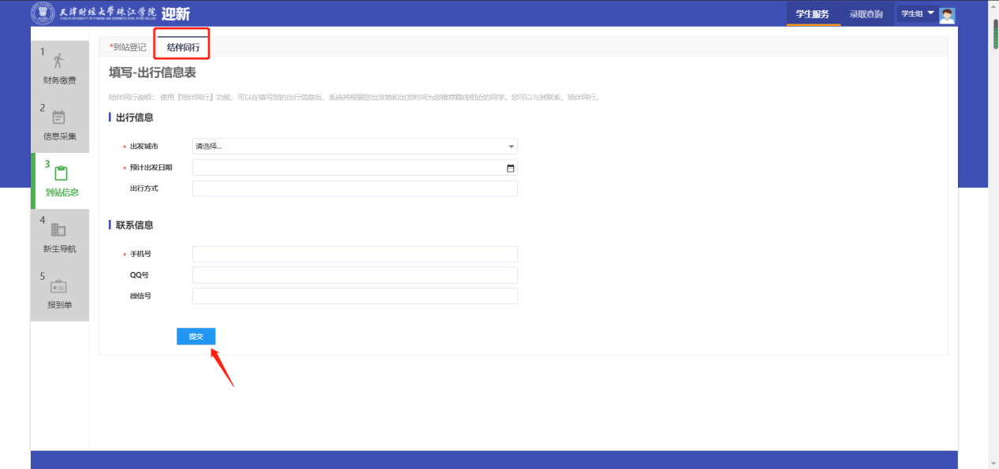 天津财经大学珠江学院 迎新
学生服务 录取查询 学生组
1
财务缴费
2
信息采集
3
到站信息
4
新生导航
5
报到单
*到站登记 结伴同行
填写-出行信息表
结伴同行说明： 使用『结伴同行』功能，可以在填写您的出行信息后，系统将根据您出发地和出发时间为您推荐路线相近的同学。您可以与其联系，结伴同行。
出行信息
* 出发城市 请选择...
* 预计出发日期
出行方式
联系信息
* 手机号
QQ号
微信号
提交